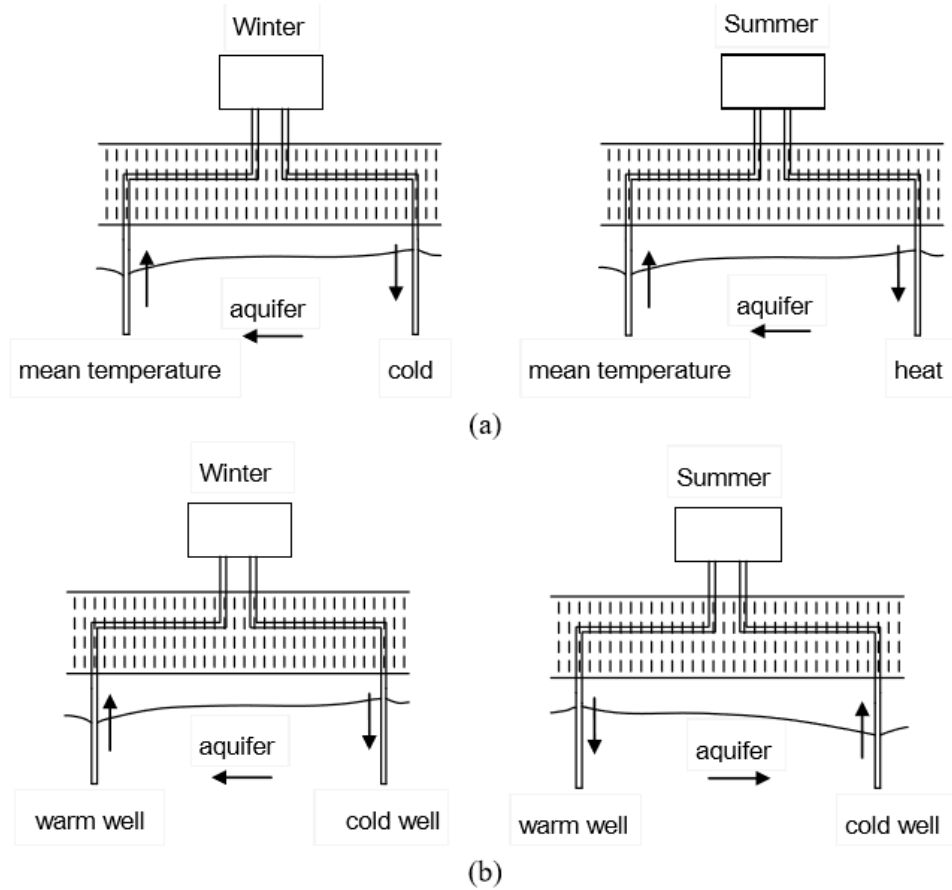 Winter
Summer
aquifer
aquifer
mean temperature
cold
mean temperature
heat
(a)
Winter
Summer
aquifer
aquifer
warm well
cold well
warm well
cold well
(b)